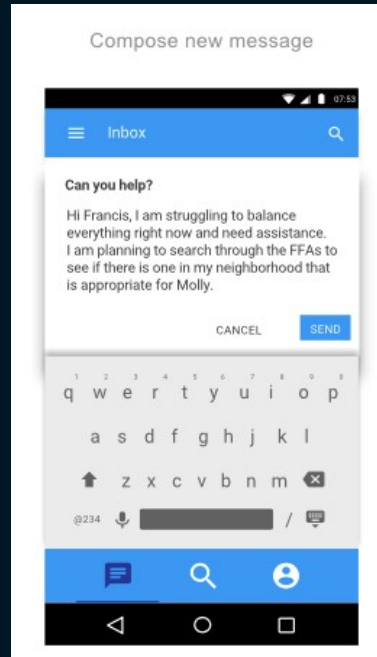 Compose new message
07:53
Inbox
Can you help?
Hi Francis, I am struggling to balance
everything right now and need assistance.
I am planning to search through the FFAs to
see if there is one in my neighborhood that
is appropriate for Molly.
CANCEL SEND
1 2 3 4 5 6 7 8 9 0
q w e r t y u i o p
a s d f g h j k l
z x c v b n m
@234 /